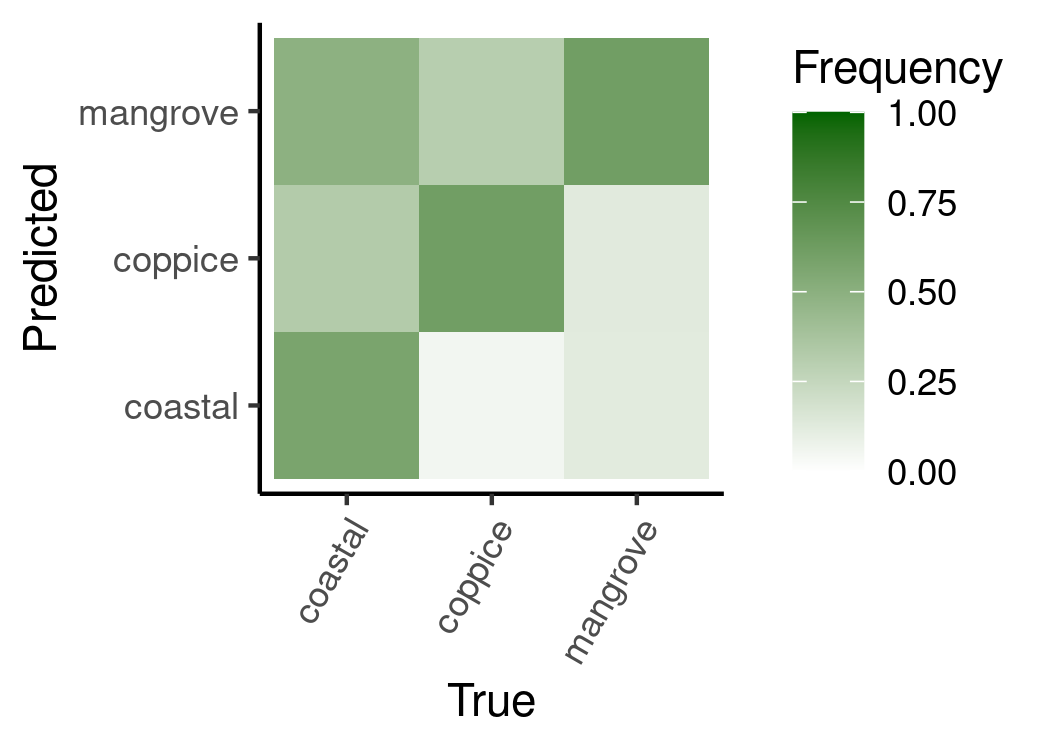 Frequency
1.00
0.75
0.50
0.25
0.00
Predicted
mangrove
coppice
coastal
coastal
coppice
mangrove
True